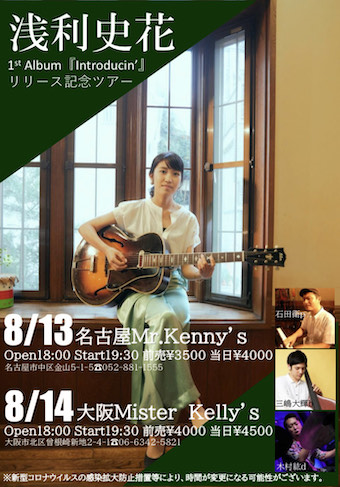 浅利史花
1st Album『Introducin'』
リリース記念ツアー
石田衛p
8/13名古屋Mr.Kenny's
Open18:00 Start19:30 前売¥3500 当日¥4000
名古屋市中区金山5-1-5☎052-881-1555
三嶋大輝b
8/14大阪Mister Kelly's
Open18:00 Start19:30 前売¥4000 当日¥4500
大阪市北区曾根崎新地2-4-1☎06-6342-5821
木村紘d
※新型コロナウイルスの感染拡大防止措置等により、時間が変更になる可能性がございます。